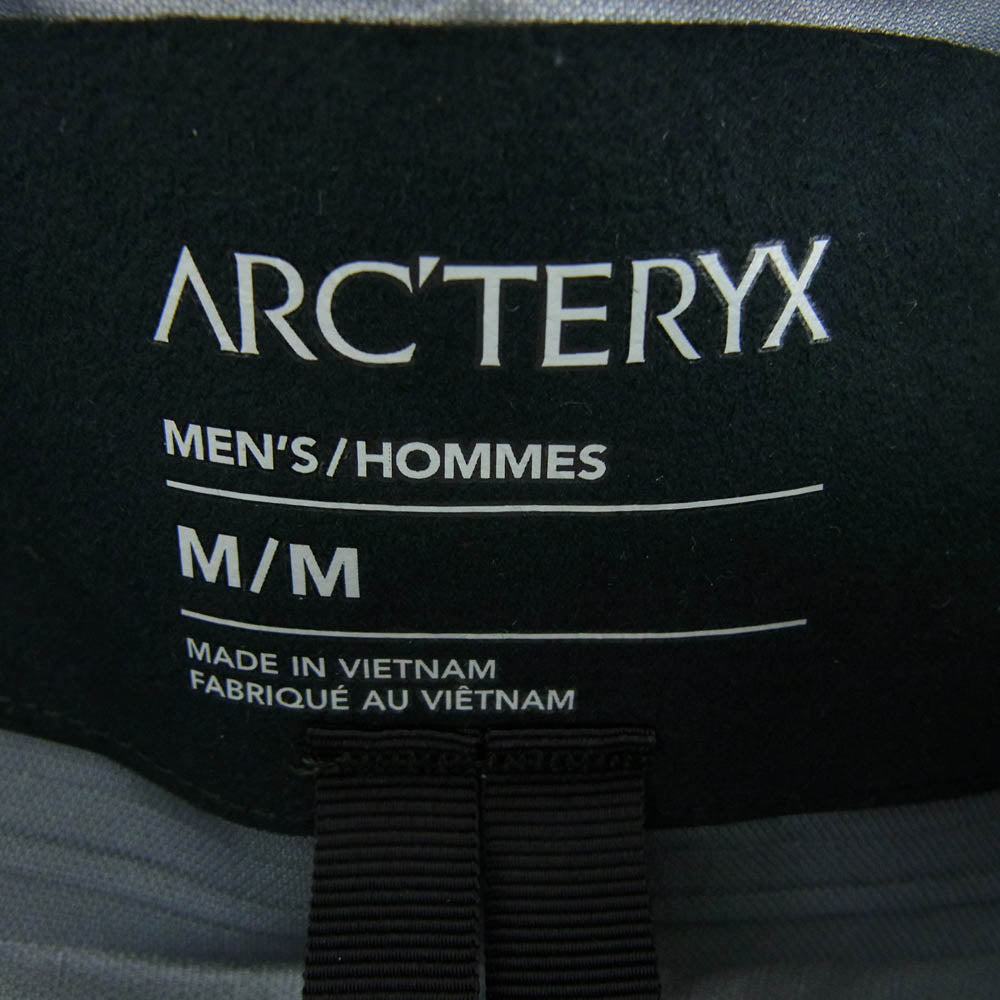 ARC'TERYX
MEN'S/HOMMES
M/M
MADE IN VIETNAM
FABRIQUÉ AU VIÊTNAM